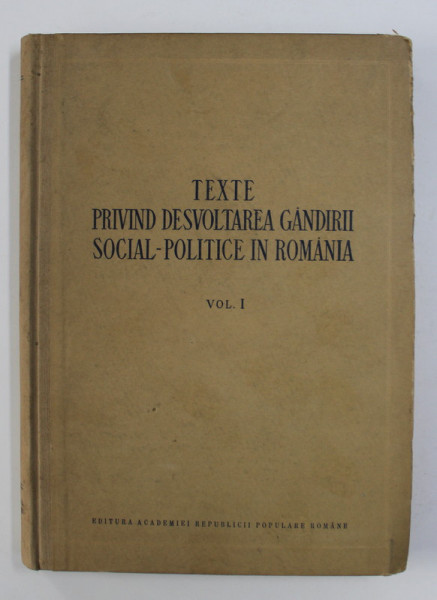 TEXTE
PRIVIND DESVOLTAREA GÂNDIRII
SOCIAL-POLITICE IN ROMÂNIA
VOL. I
EDITURA ACADEMIEI REPUBLICII POPULARE ROMÂNE